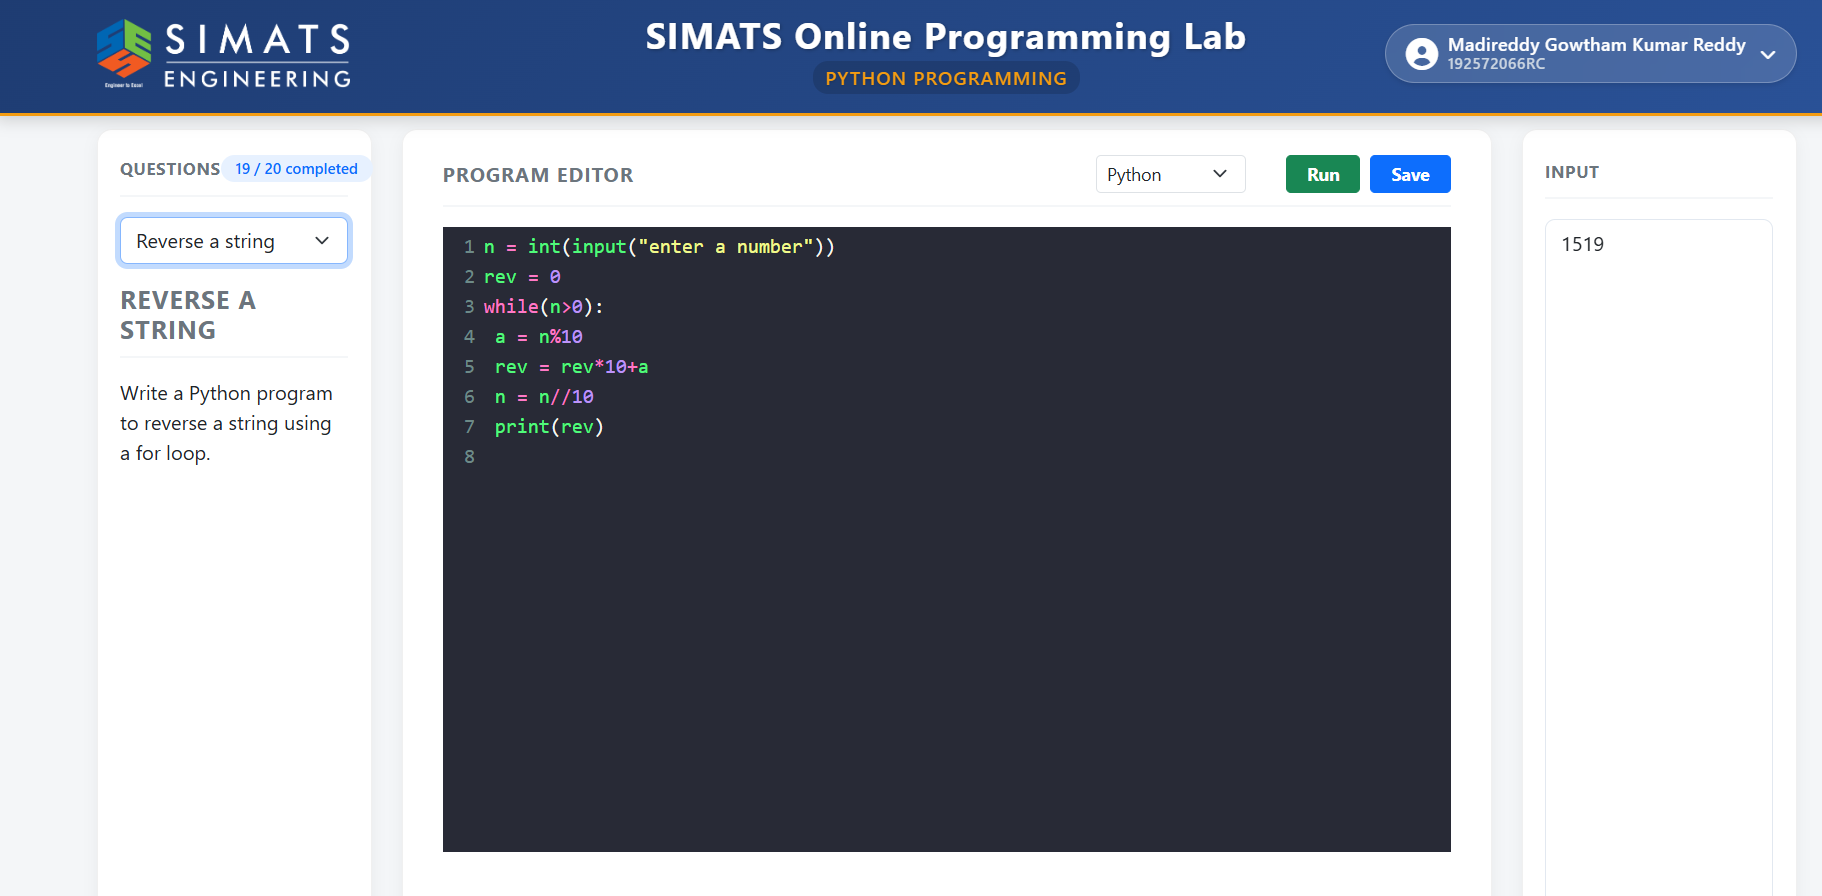 SIMATS
ENGINEERING
Engineer to Excel
SIMATS Online Programming Lab
PYTHON PROGRAMMING
Madireddy Gowtham Kumar Reddy
192572066RC
QUESTIONS
19 / 20 completed
Reverse a string
REVERSE A
STRING
Write a Python program
to reverse a string using
a for loop.
PROGRAM EDITOR
Python
Run
Save
1 n = int(input("enter a number"))
2 rev = 0
3 while(n>0):
4  a = n%10
5  rev = rev*10+a
6  n = n//10
7  print(rev)
8
INPUT
1519